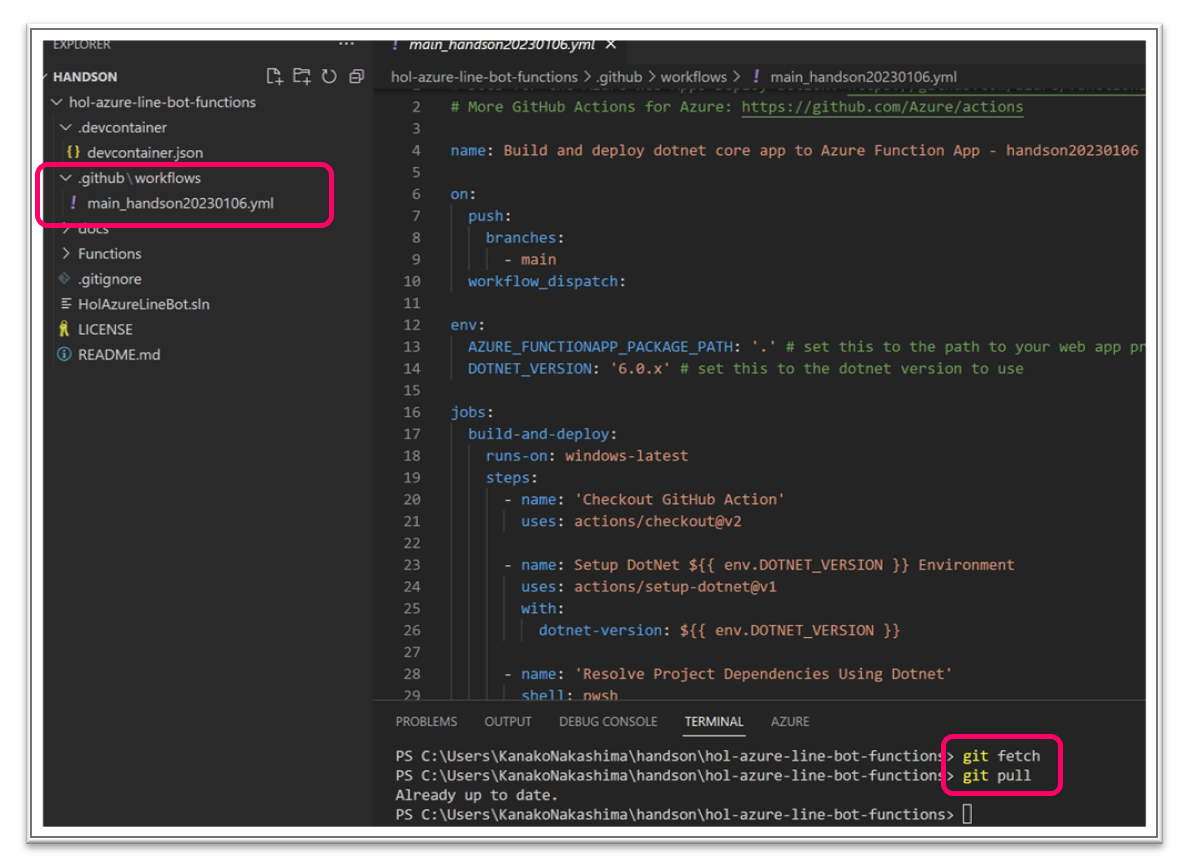 EXPLORER
···
! main_handson20230106.yml ×
HANDSON
hol-azure-line-bot-functions > .github > workflows > ! main_handson20230106.yml
hol-azure-line-bot-functions
.devcontainer
{} devcontainer.json
.github\workflows
! main_handson20230106.yml
docs
Functions
.gitignore
HolAzureLineBot.sln
LICENSE
README.md
2 # More GitHub Actions for Azure: https://github.com/Azure/actions
3
4 name: Build and deploy dotnet core app to Azure Function App - handson20230106
5
6 on:
7 push:
8 branches:
9 - main
10 workflow_dispatch:
11
12 env:
13 AZURE_FUNCTIONAPP_PACKAGE_PATH: '.' # set this to the path to your web app pr
14 DOTNET_VERSION: '6.0.x' # set this to the dotnet version to use
15
16 jobs:
17 build-and-deploy:
18 runs-on: windows-latest
19 steps:
20 - name: 'Checkout GitHub Action'
21 uses: actions/checkout@v2
22
23 - name: Setup DotNet ${{ env.DOTNET_VERSION }} Environment
24 uses: actions/setup-dotnet@v1
25 with:
26 dotnet-version: ${{ env.DOTNET_VERSION }}
27
28 - name: 'Resolve Project Dependencies Using Dotnet'
29 shell: pwsh
PROBLEMS OUTPUT DEBUG CONSOLE TERMINAL AZURE
PS C:\Users\KanakoNakashima\handson\hol-azure-line-bot-functions> git fetch
PS C:\Users\KanakoNakashima\handson\hol-azure-line-bot-functions> git pull
Already up to date.
PS C:\Users\KanakoNakashima\handson\hol-azure-line-bot-functions>